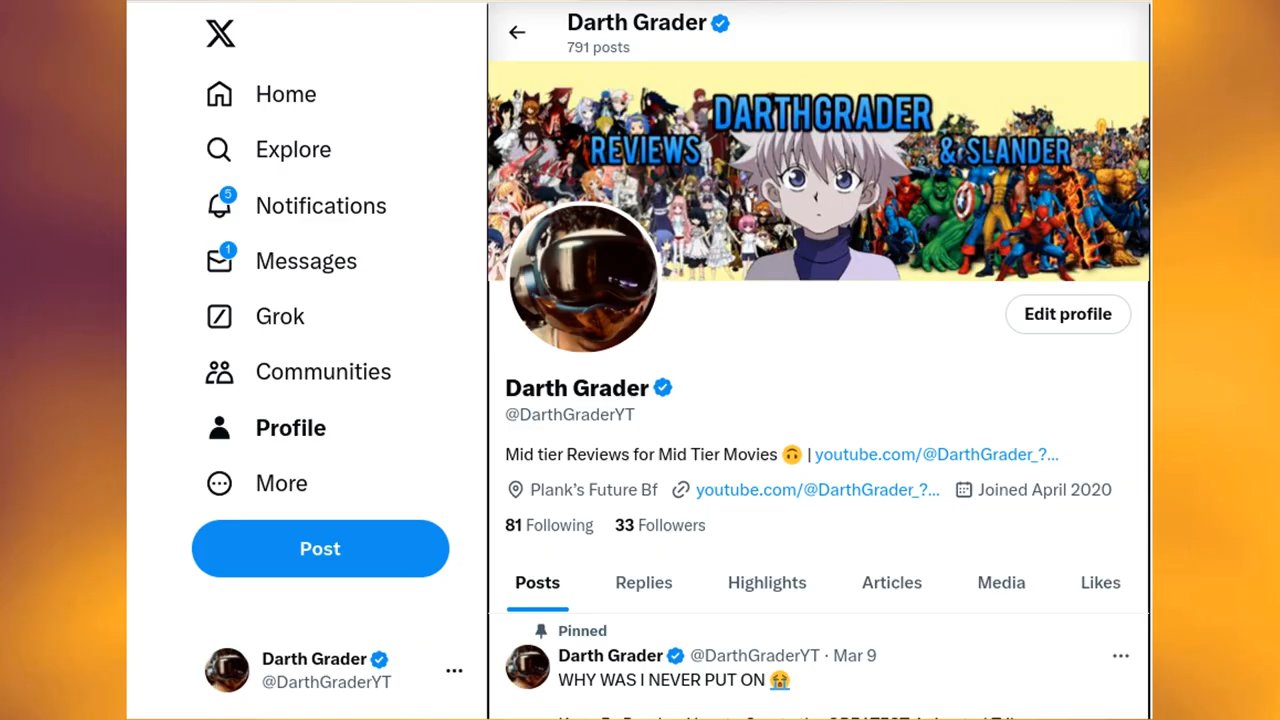 Home
Explore
5
Notifications
1
Messages
Grok
Communities
Profile
More
Post
Darth Grader
@DarthGraderYT
Darth Grader
791 posts
DARTHGRADER
REVIEWS & SLANDER
Edit profile
Darth Grader
@DarthGraderYT
Mid tier Reviews for Mid Tier Movies 🙃 | youtube.com/@DarthGrader_?...
Plank's Future Bf youtube.com/@DarthGrader_?... Joined April 2020
81 Following 33 Followers
Posts Replies Highlights Articles Media Likes
Pinned
Darth Grader @DarthGraderYT · Mar 9
WHY WAS I NEVER PUT ON 😭